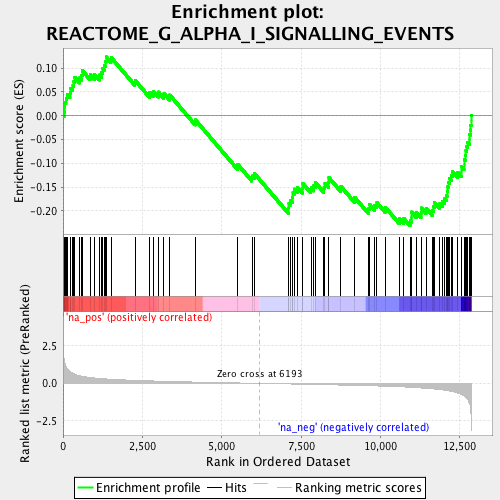 Enrichment plot:
REACTOME_G_ALPHA_I_SIGNALLING_EVENTS
Enrichment score (ES)
0.10
0.05
0.00
-0.05
-0.10
-0.15
-0.20
'na_pos' (positively correlated)
Ranked list metric (PreRanked)
2.5
0.0
-2.5
Zero cross at 6193
'na_neg' (negatively correlated)
0
2,500
5,000
7,500
10,000
12,500
Rank in Ordered Dataset
Enrichment profile
Hits
Ranking metric scores